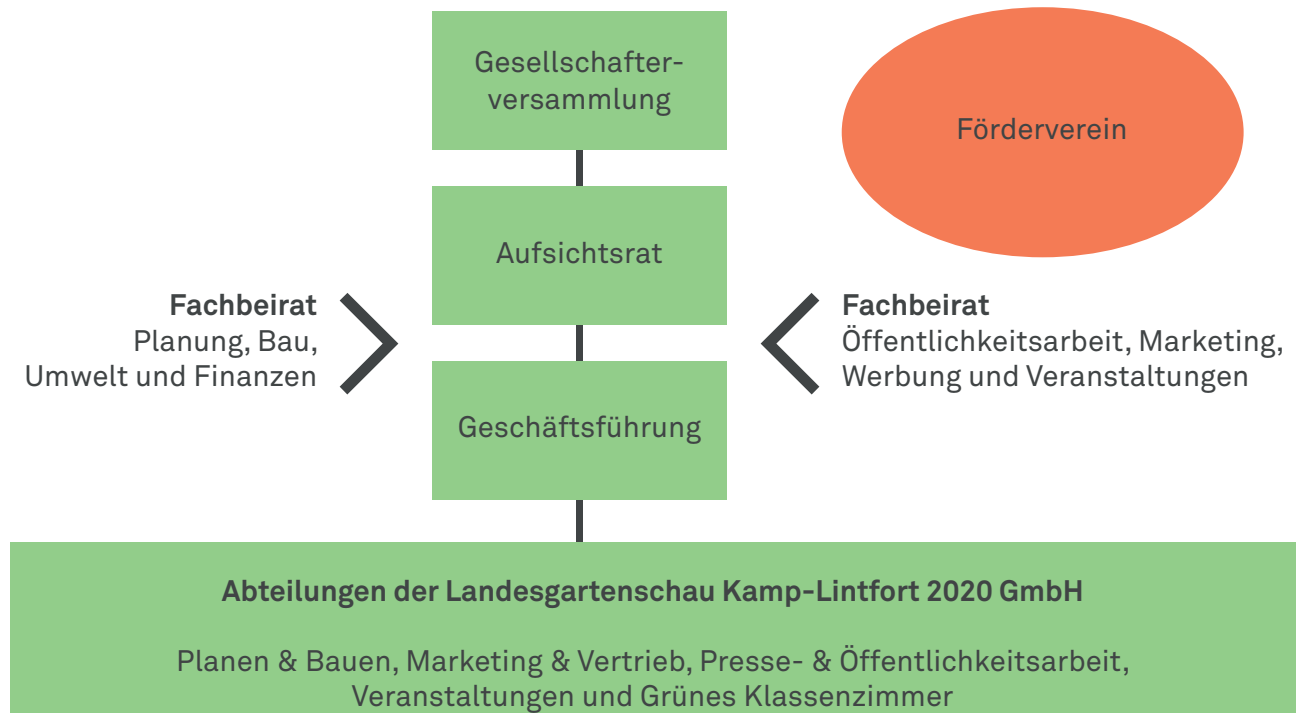 Gesellschafter-
versammlung
Förderverein
Aufsichtsrat
Fachbeirat
Planung, Bau,
Umwelt und Finanzen
Fachbeirat
Öffentlichkeitsarbeit, Marketing,
Werbung und Veranstaltungen
Geschäftsführung
Abteilungen der Landesgartenschau Kamp-Lintfort 2020 GmbH
Planen & Bauen, Marketing & Vertrieb, Presse- & Öffentlichkeitsarbeit,
Veranstaltungen und Grünes Klassenzimmer